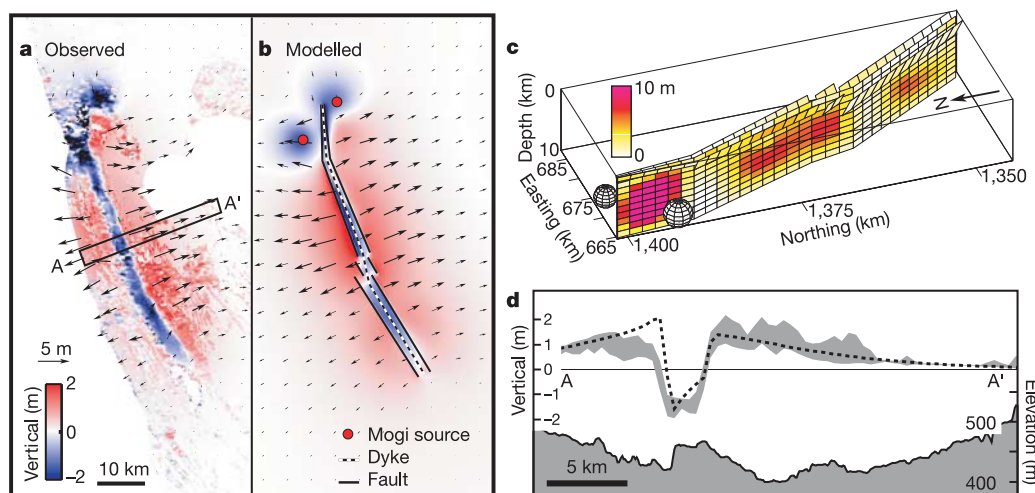 a Observed
A
A'
5 m
Vertical (m)
2
0
−2
10 km
b Modelled
Mogi source
Dyke
Fault
c
10 m
0
N
Depth (km)
0
10
685
675
665
Easting (km)
1,400
1,375
1,350
Northing (km)
d
Vertical (m)
2
1
0
−1
−2
A
A'
5 km
500
400
Elevation (m)